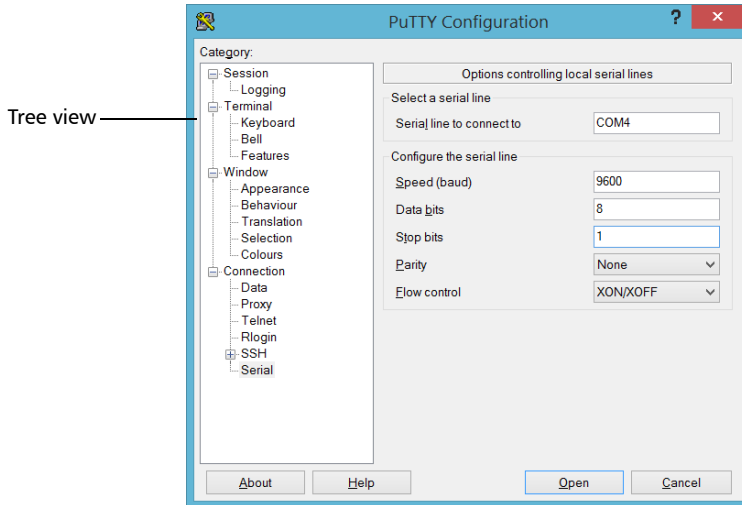 PuTTY Configuration
?
×
Category:
Session
Logging
Terminal
Keyboard
Bell
Features
Window
Appearance
Behaviour
Translation
Selection
Colours
Connection
Data
Proxy
Telnet
Rlogin
SSH
Serial
Tree view
Options controlling local serial lines
Select a serial line
Serial line to connect to COM4
Configure the serial line
Speed (baud) 9600
Data bits 8
Stop bits 1
Parity None
Flow control XON/XOFF
About Help Open Cancel